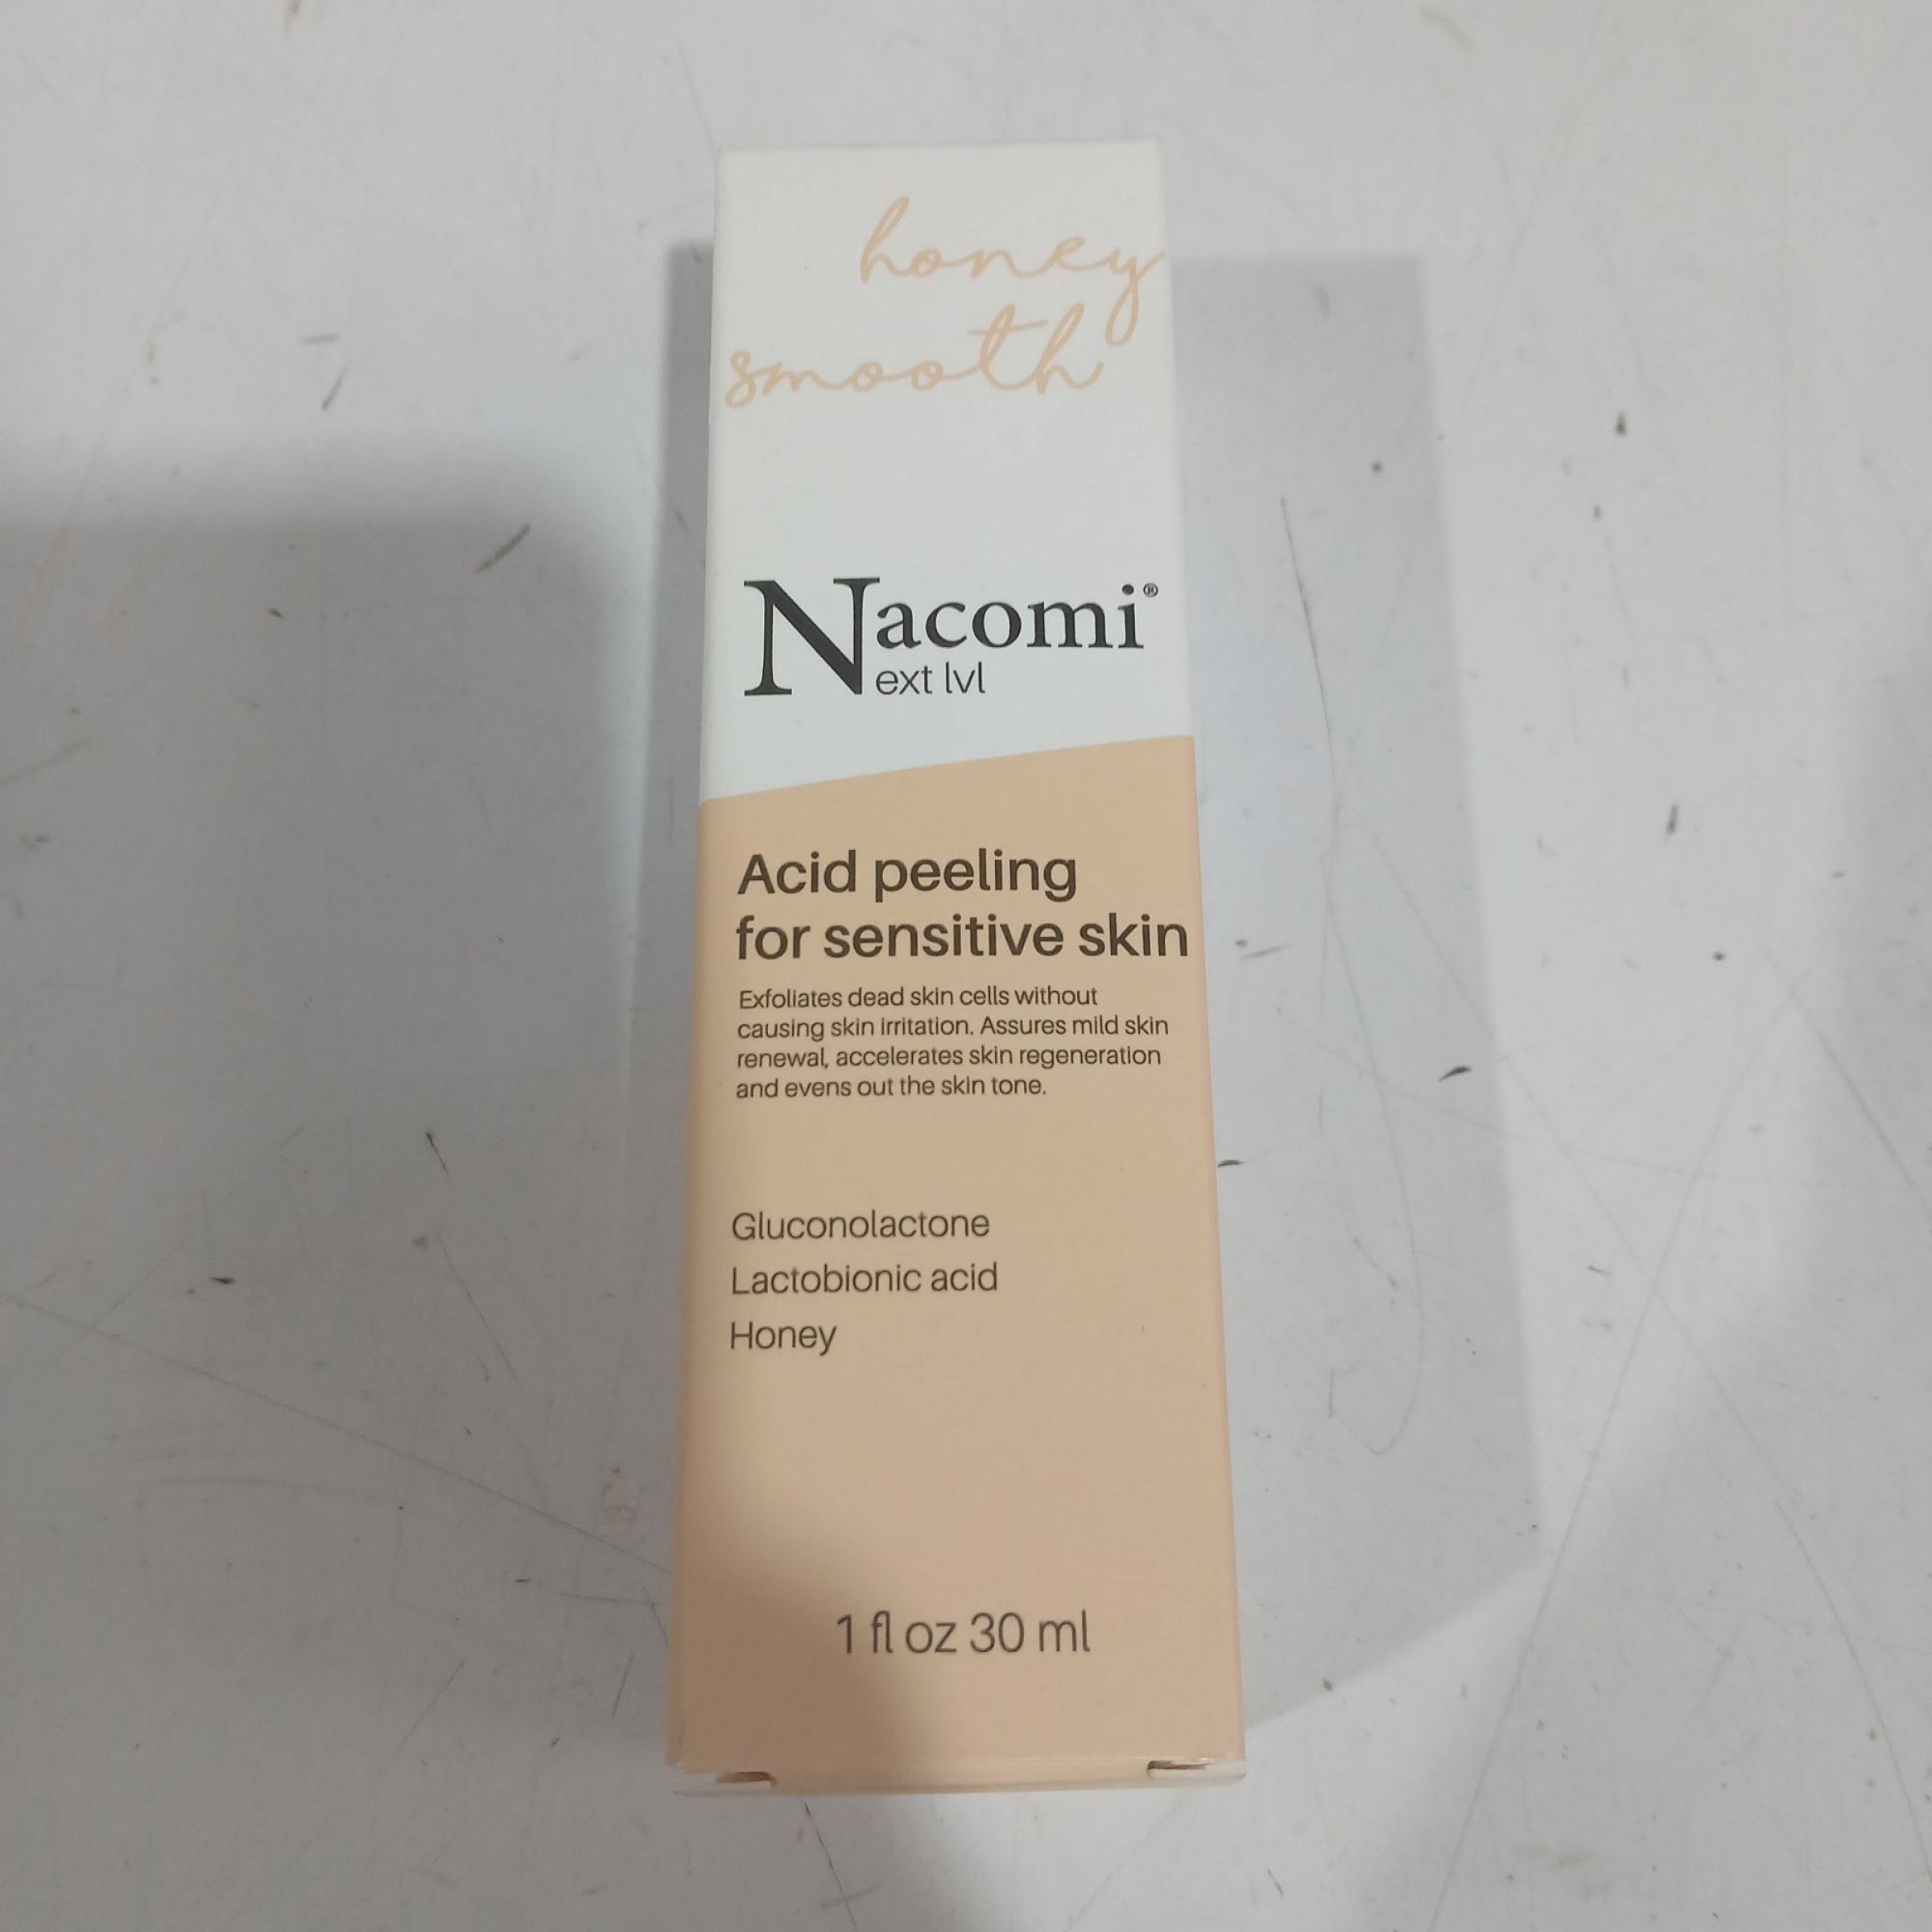 honey
smooth
Nacomi®
ext lvl
Acid peeling
for sensitive skin
Exfoliates dead skin cells without
causing skin irritation. Assures mild skin
renewal, accelerates skin regeneration
and evens out the skin tone.
Gluconolactone
Lactobionic acid
Honey
1 fl oz 30 ml